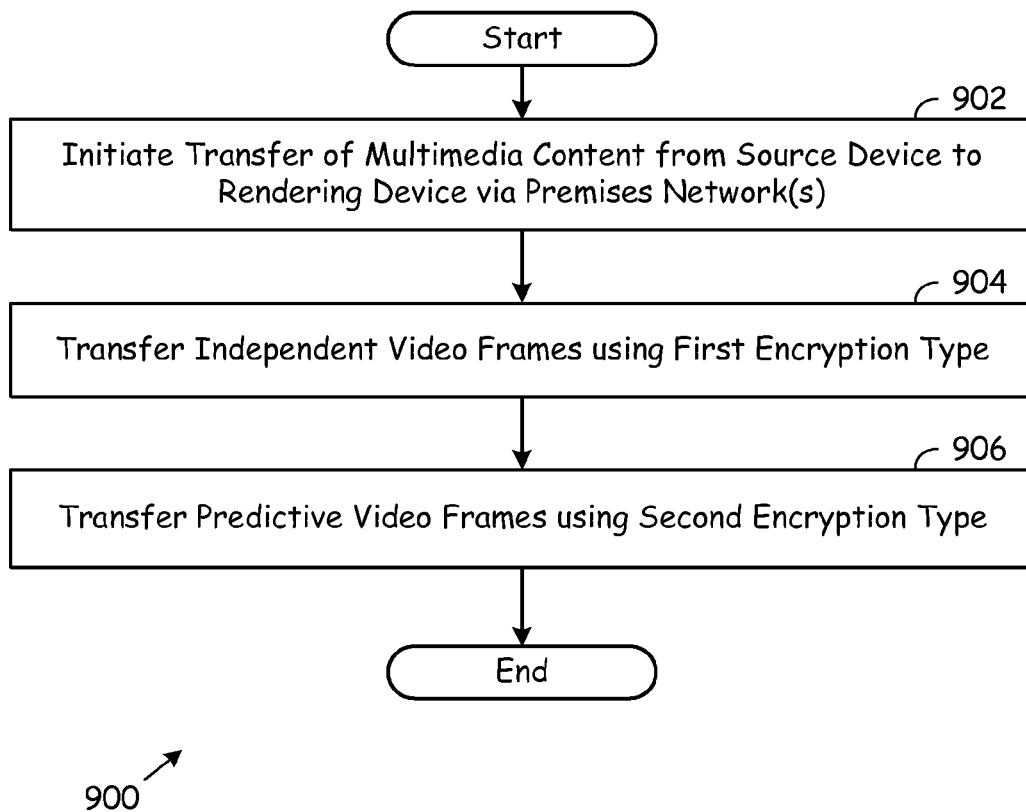 Start
902
Initiate Transfer of Multimedia Content from Source Device to
Rendering Device via Premises Network(s)
904
Transfer Independent Video Frames using First Encryption Type
906
Transfer Predictive Video Frames using Second Encryption Type
End
900